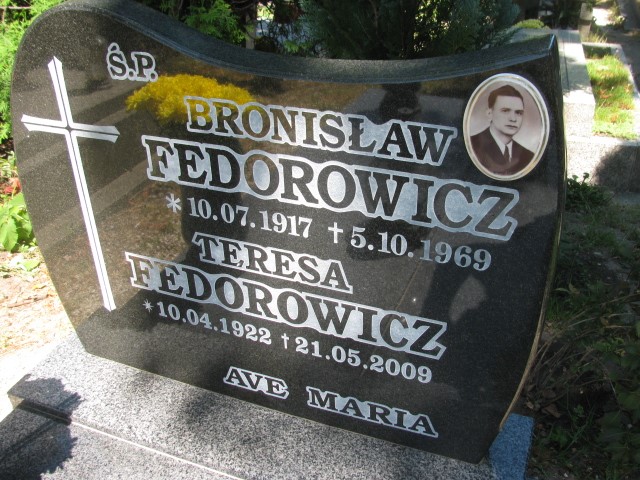 Ś.P.
BRONISŁAW
FEDOROWICZ
* 10.07.1917 † 5.10.1969
TERESA
FEDOROWICZ
* 10.04.1922 † 21.05.2009
AVE MARIA